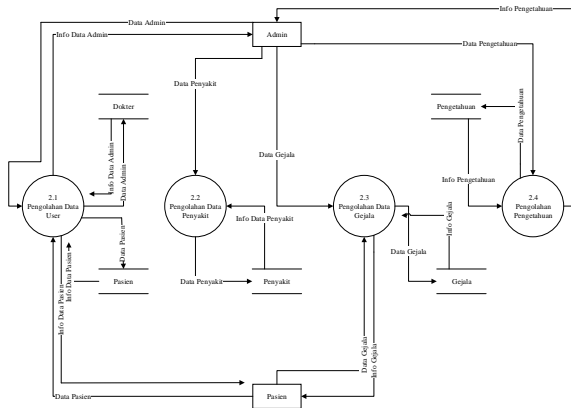 Data Admin
Info Pengetahuan
Info Data Admin
Admin
Data Pengetahuan
Data Penyakit
Dokter
Pengetahuan
Data Pengetahuan
Info Data Admin
Data Admin
Data Gejala
Info Pengetahuan
2.1
Pengolahan Data
User
2.2
Pengolahan Data
Penyakit
2.3
Pengolahan Data
Gejala
2.4
Pengolahan
Pengetahuan
Info Data Penyakit
Info Gejala
Data Pasien
Data Gejala
Info Data Pasien
Info Data Pasien
Pasien
Data Penyakit
Penyakit
Gejala
Data Gejala
Info Gejala
Data Pasien
Pasien